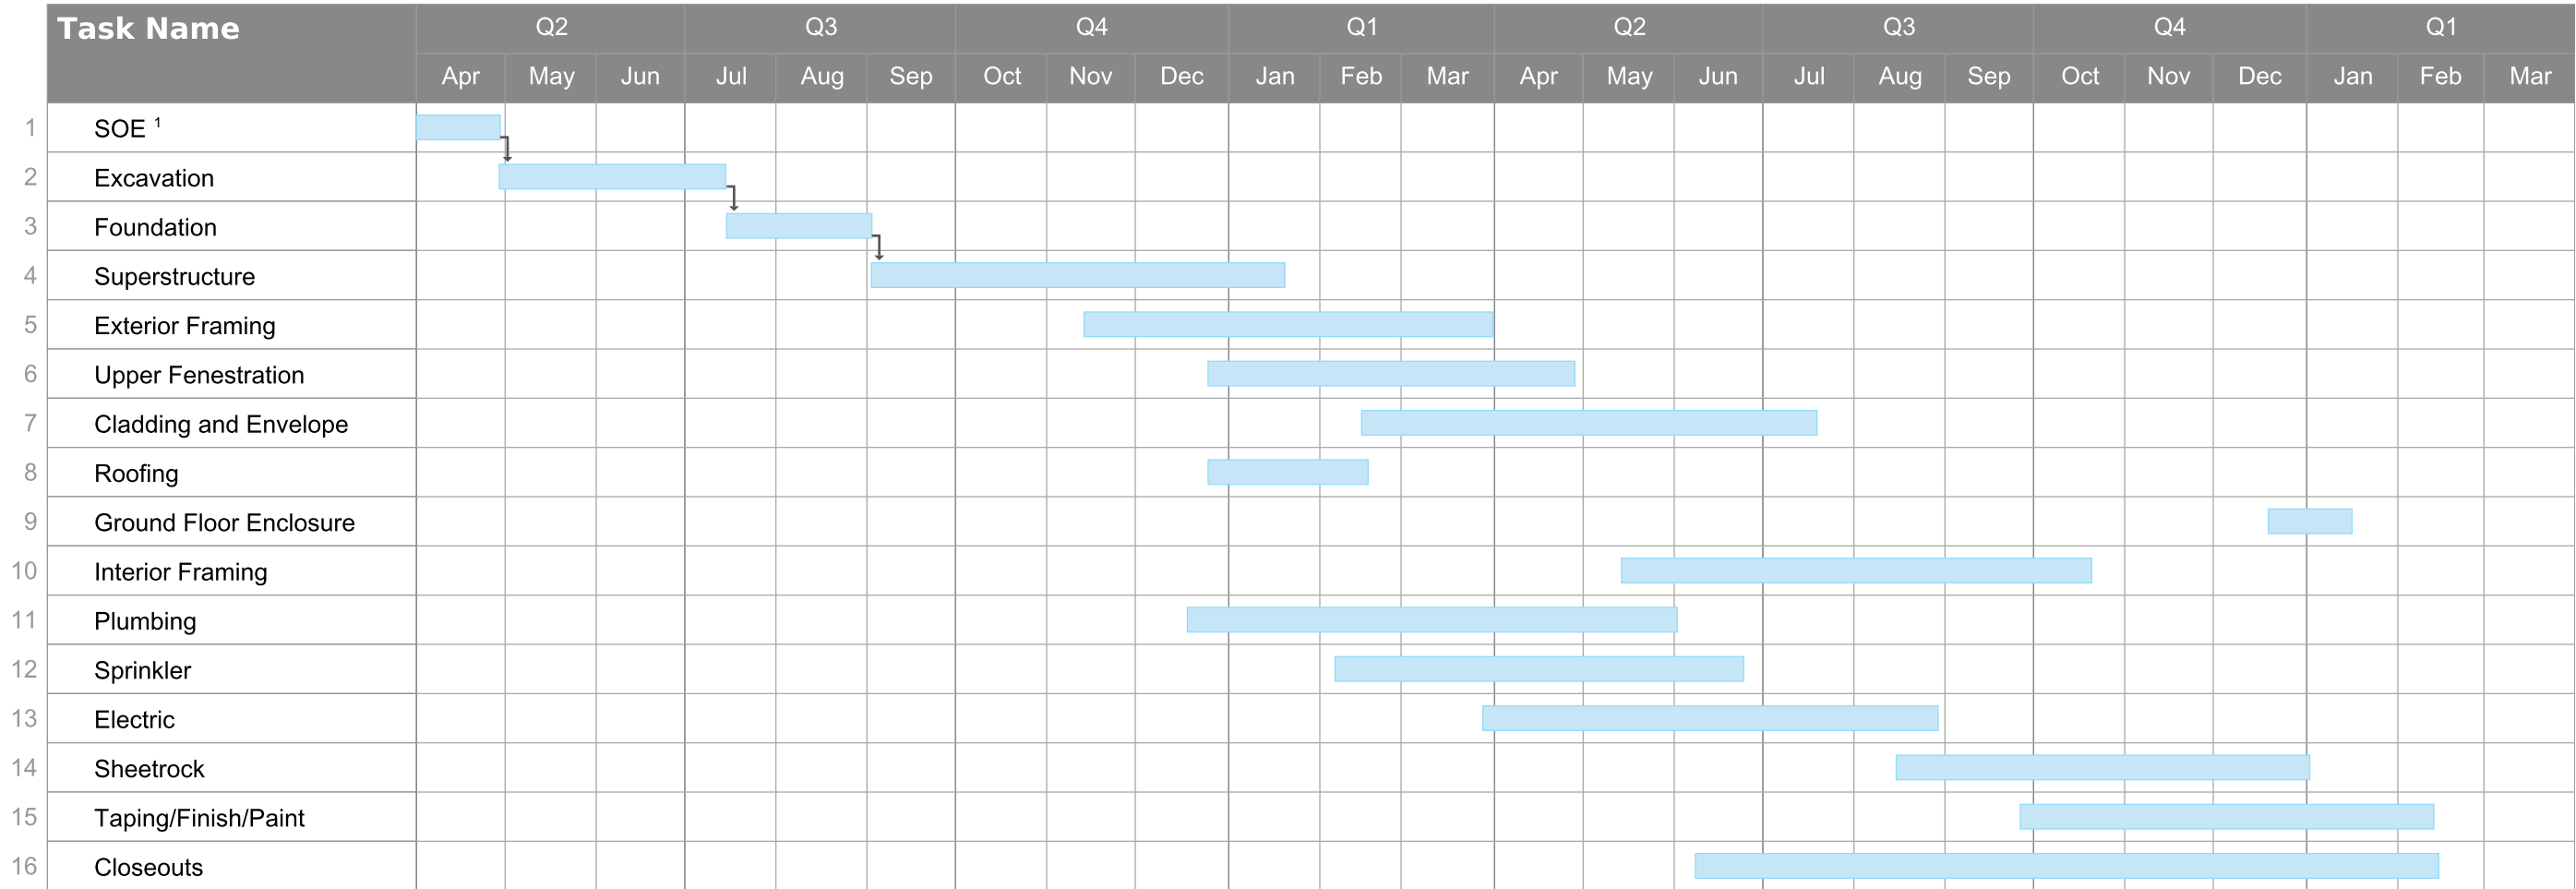 Task Name Q2 Q3 Q4 Q1 Q2 Q3 Q4 Q1
Apr May Jun Jul Aug Sep Oct Nov Dec Jan Feb Mar Apr May Jun Jul Aug Sep Oct Nov Dec Jan Feb Mar
1 SOE ¹
2 Excavation
3 Foundation
4 Superstructure
5 Exterior Framing
6 Upper Fenestration
7 Cladding and Envelope
8 Roofing
9 Ground Floor Enclosure
10 Interior Framing
11 Plumbing
12 Sprinkler
13 Electric
14 Sheetrock
15 Taping/Finish/Paint
16 Closeouts